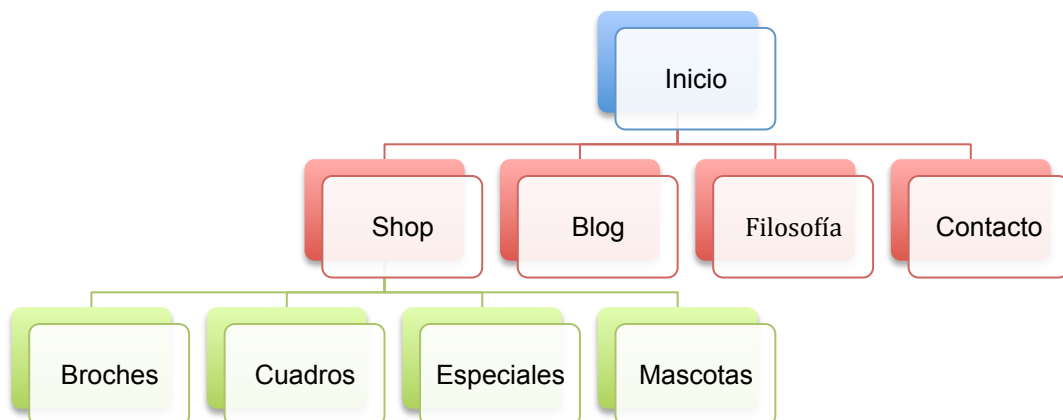 Inicio
Shop
Blog
Filosofía
Contacto
Broches
Cuadros
Especiales
Mascotas